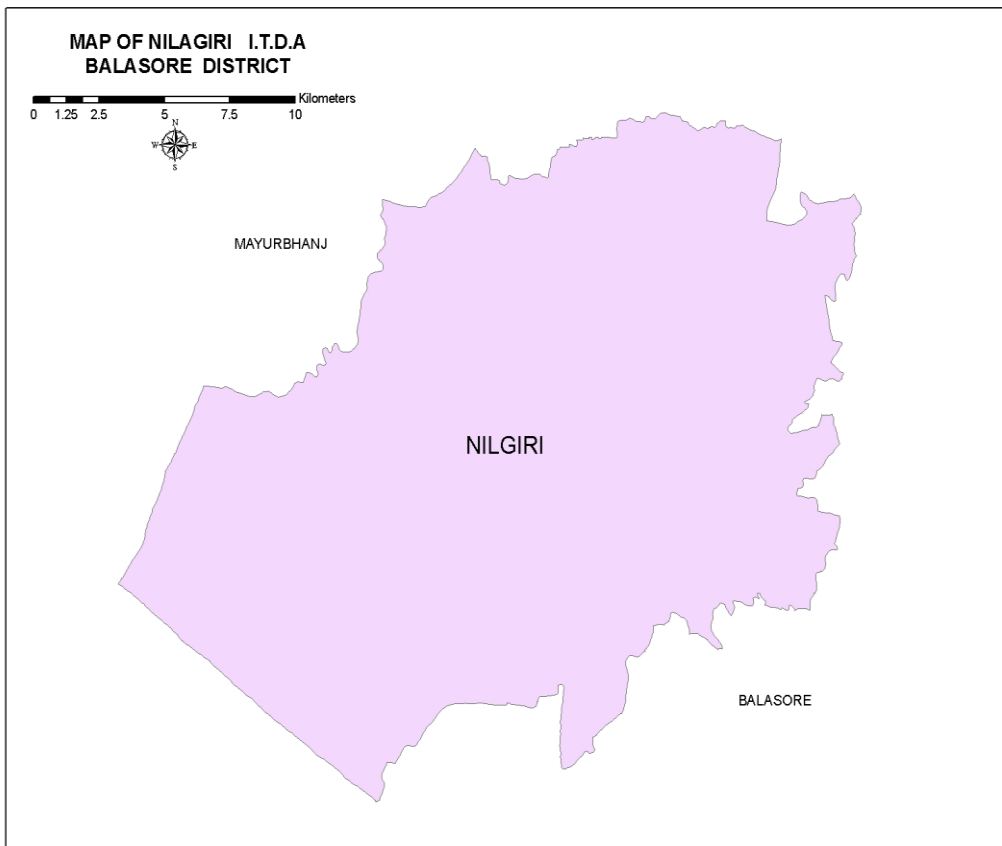 MAP OF NILAGIRI I.T.D.A
BALASORE DISTRICT
Kilometers
0 1.25 2.5 5 7.5 10
N
W E
S
MAYURBHANJ
NILGIRI
BALASORE